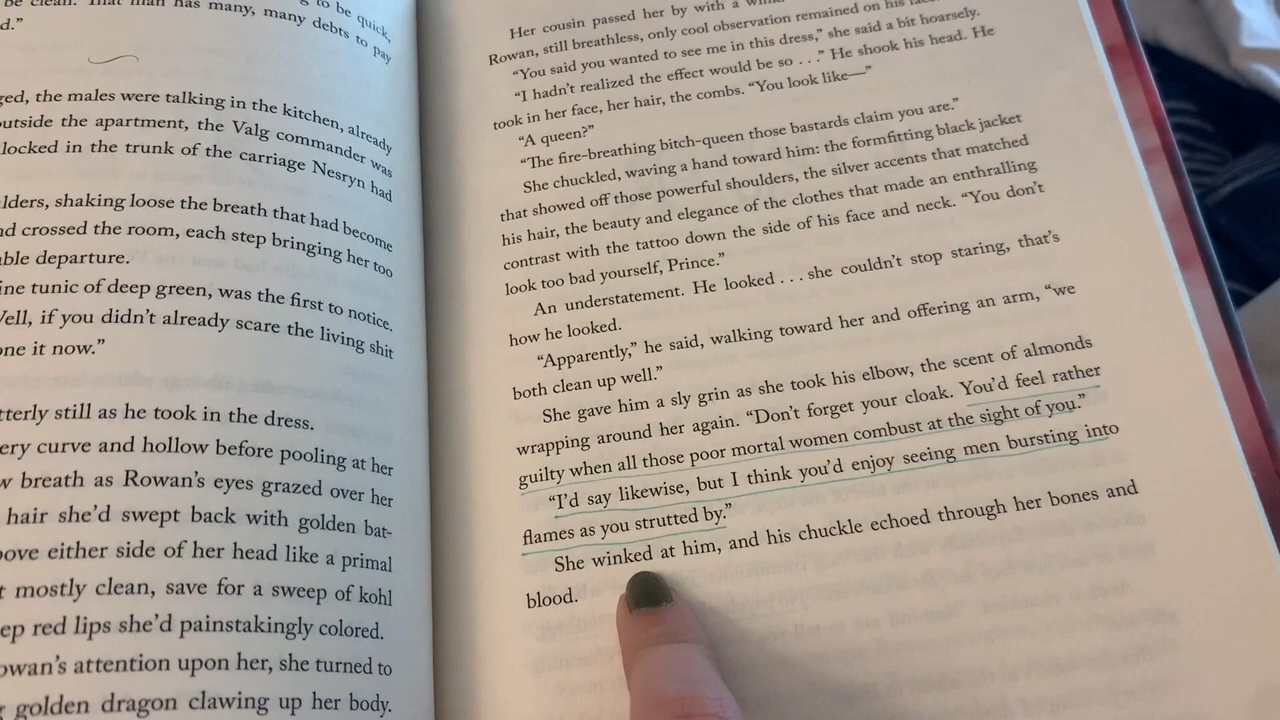 to be quick,
be clean. That man has many, many debts to pay
d.”
ged, the males were talking in the kitchen, already
outside the apartment, the Valg commander was
locked in the trunk of the carriage Nesryn had
lders, shaking loose the breath that had become
nd crossed the room, each step bringing her too
able departure.
ine tunic of deep green, was the first to notice.
Well, if you didn’t already scare the living shit
one it now.”
tterly still as he took in the dress.
ery curve and hollow before pooling at her
w breath as Rowan’s eyes grazed over her
hair she’d swept back with golden bat-
bove either side of her head like a primal
t mostly clean, save for a sweep of kohl
eep red lips she’d painstakingly colored.
owan’s attention upon her, she turned to
r golden dragon clawing up her body.
Her cousin passed her by with a wink
Rowan, still breathless, only cool observation remained on his face.
“You said you wanted to see me in this dress,” she said a bit hoarsely.
“I hadn’t realized the effect would be so . . .” He shook his head. He
took in her face, her hair, the combs. “You look like—”
“A queen?”
“The fire-breathing bitch-queen those bastards claim you are.”
She chuckled, waving a hand toward him: the formfitting black jacket
that showed off those powerful shoulders, the silver accents that matched
his hair, the beauty and elegance of the clothes that made an enthralling
contrast with the tattoo down the side of his face and neck. “You don’t
look too bad yourself, Prince.”
An understatement. He looked . . . she couldn’t stop staring, that’s
how he looked.
“Apparently,” he said, walking toward her and offering an arm, “we
both clean up well.”
She gave him a sly grin as she took his elbow, the scent of almonds
wrapping around her again. “Don’t forget your cloak. You’d feel rather
guilty when all those poor mortal women combust at the sight of you.”
“I’d say likewise, but I think you’d enjoy seeing men bursting into
flames as you strutted by.”
She winked at him, and his chuckle echoed through her bones and
blood.